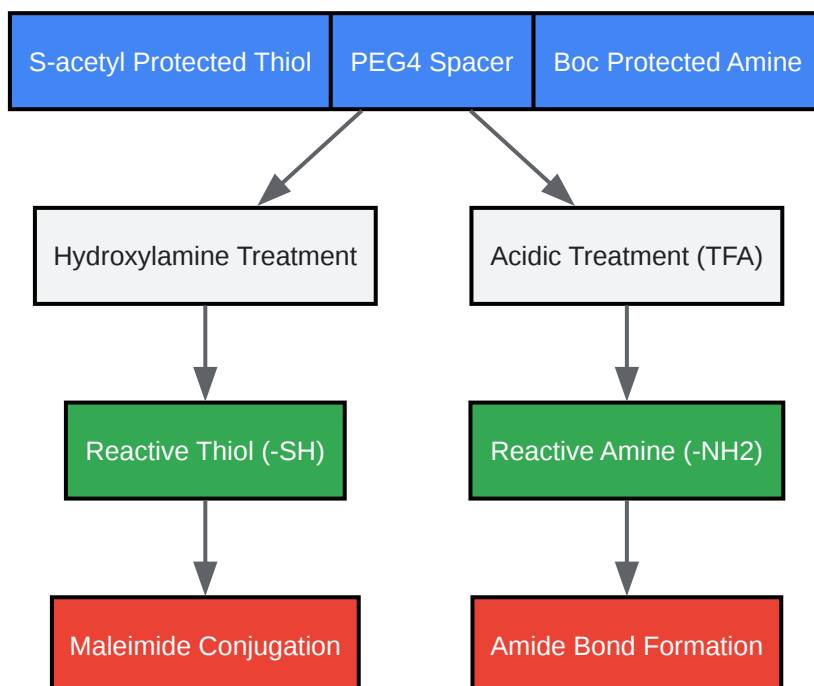 S-acetyl Protected Thiol
PEG4 Spacer
Boc Protected Amine
Hydroxylamine Treatment
Acidic Treatment (TFA)
Reactive Thiol (-SH)
Reactive Amine (-NH2)
Maleimide Conjugation
Amide Bond Formation